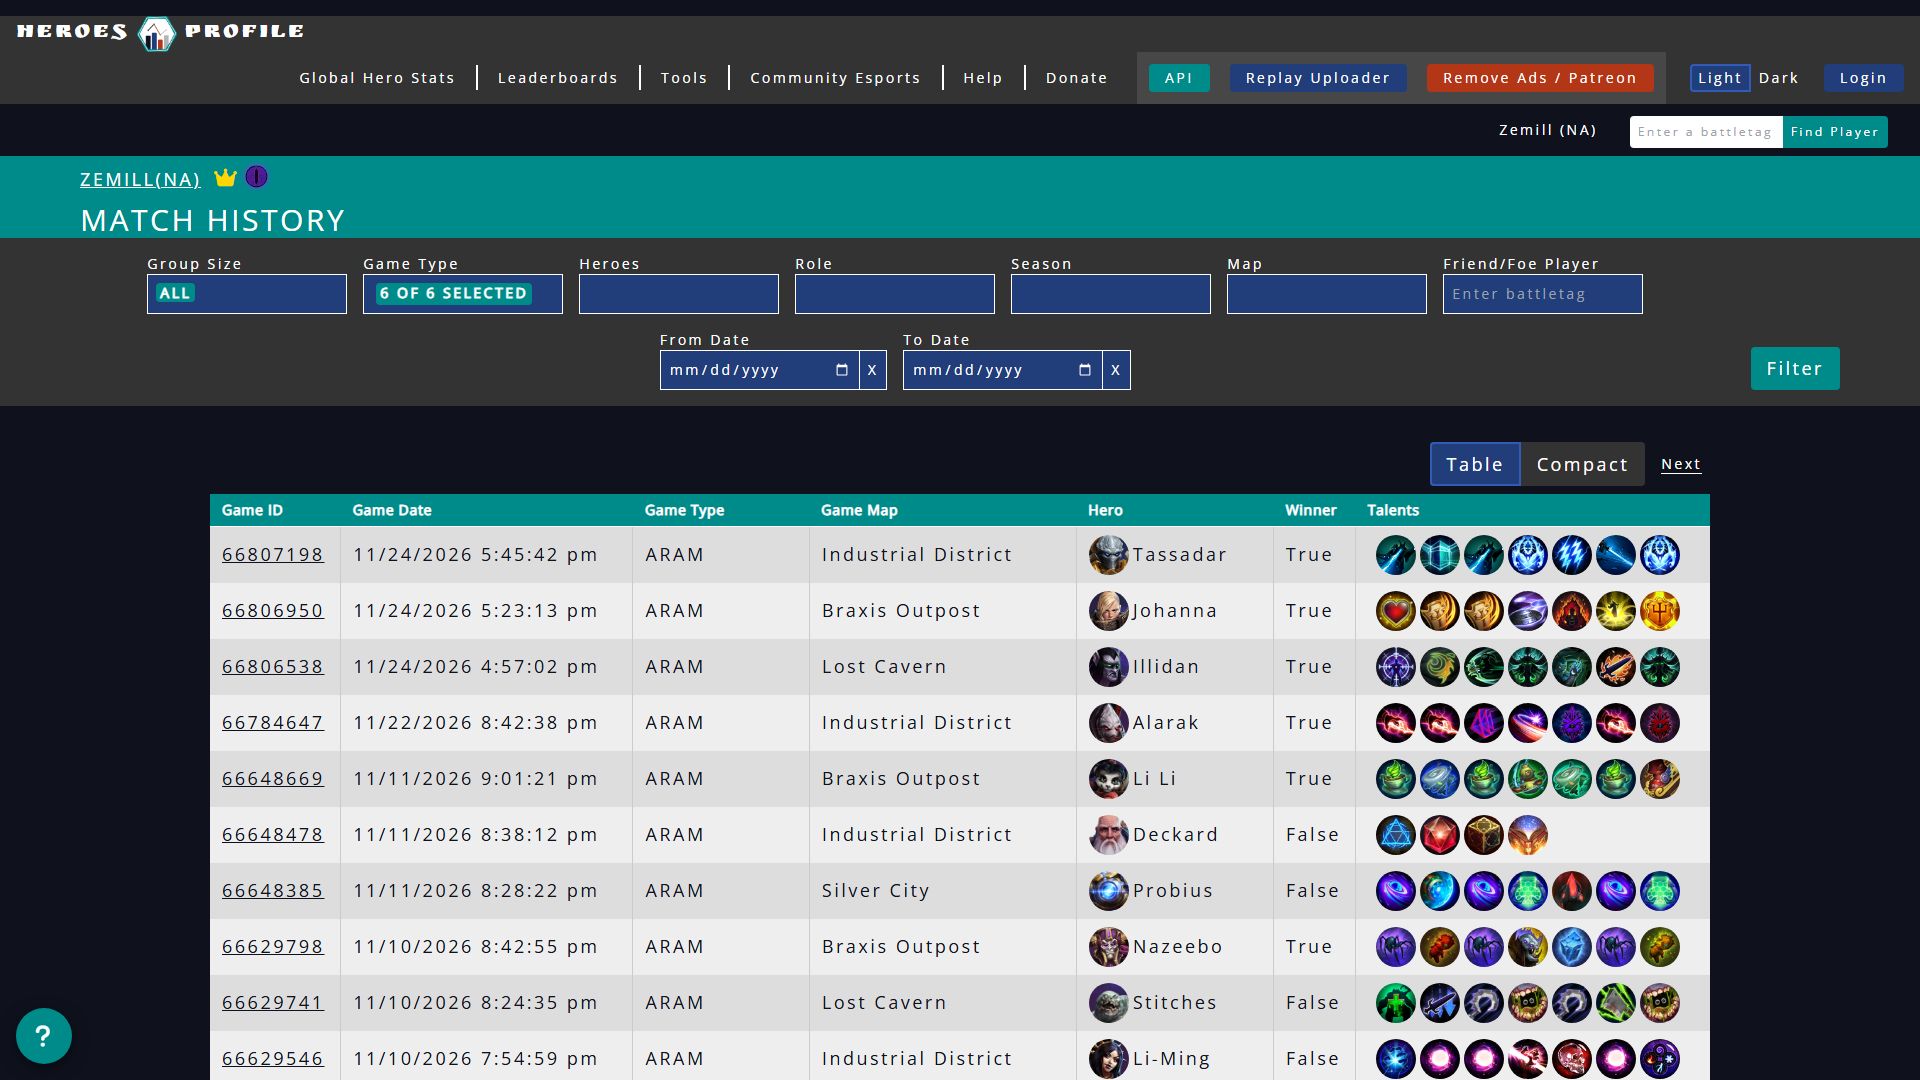 HEROES PROFILE
Global Hero Stats
Leaderboards
Tools
Community Esports
Help
Donate
API
Replay Uploader
Remove Ads / Patreon
Light
Dark
Login
Zemill (NA)
Enter a battletag
Find Player
ZEMILL(NA)
MATCH HISTORY
Group Size
Game Type
Heroes
Role
Season
Map
Friend/Foe Player
ALL
6 OF 6 SELECTED
Enter battletag
From Date
To Date
mm/dd/yyyy X
mm/dd/yyyy X
Filter
Table
Compact
Next
Game ID Game Date Game Type Game Map Hero Winner Talents
66807198 11/24/2026 5:45:42 pm ARAM Industrial District Tassadar True
66806950 11/24/2026 5:23:13 pm ARAM Braxis Outpost Johanna True
66806538 11/24/2026 4:57:02 pm ARAM Lost Cavern Illidan True
66784647 11/22/2026 8:42:38 pm ARAM Industrial District Alarak True
66648669 11/11/2026 9:01:21 pm ARAM Braxis Outpost Li Li True
66648478 11/11/2026 8:38:12 pm ARAM Industrial District Deckard False
66648385 11/11/2026 8:28:22 pm ARAM Silver City Probius False
66629798 11/10/2026 8:42:55 pm ARAM Braxis Outpost Nazeebo True
66629741 11/10/2026 8:24:35 pm ARAM Lost Cavern Stitches False
66629546 11/10/2026 7:54:59 pm ARAM Industrial District Li-Ming False
?